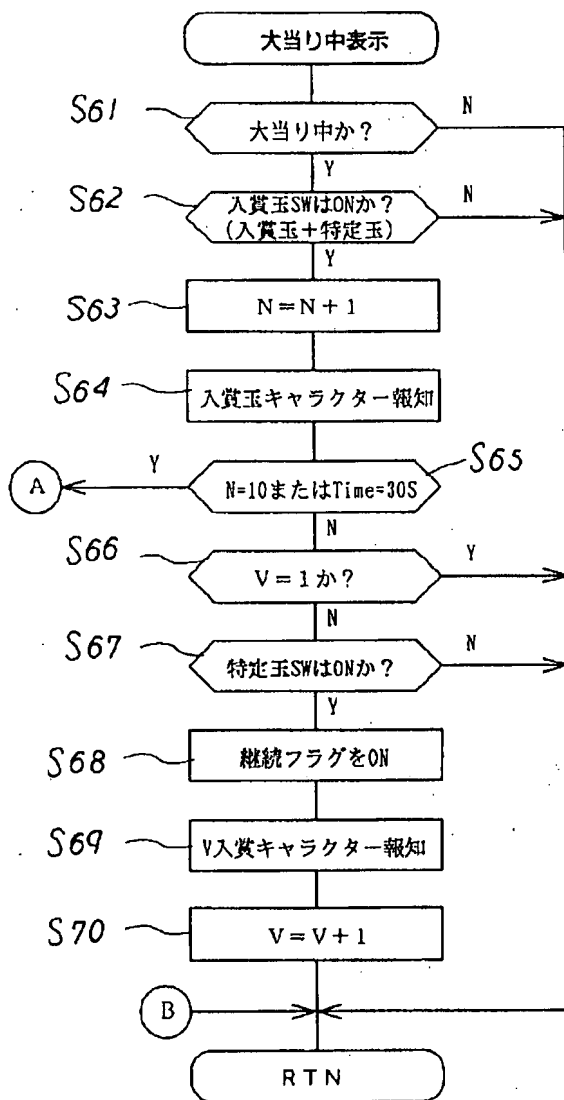 大当り中表示
S61
大当り中か?
N
Y
S62
入賞玉SWはONか?
(入賞玉+特定玉)
N
Y
S63
N=N+1
S64
入賞玉キャラクター報知
S65
Y
A
N=10またはTime=30S
N
S66
V=1か?
Y
N
S67
特定玉SWはONか?
N
Y
S68
継続フラグをON
S69
V入賞キャラクター報知
S70
V=V+1
B
RTN